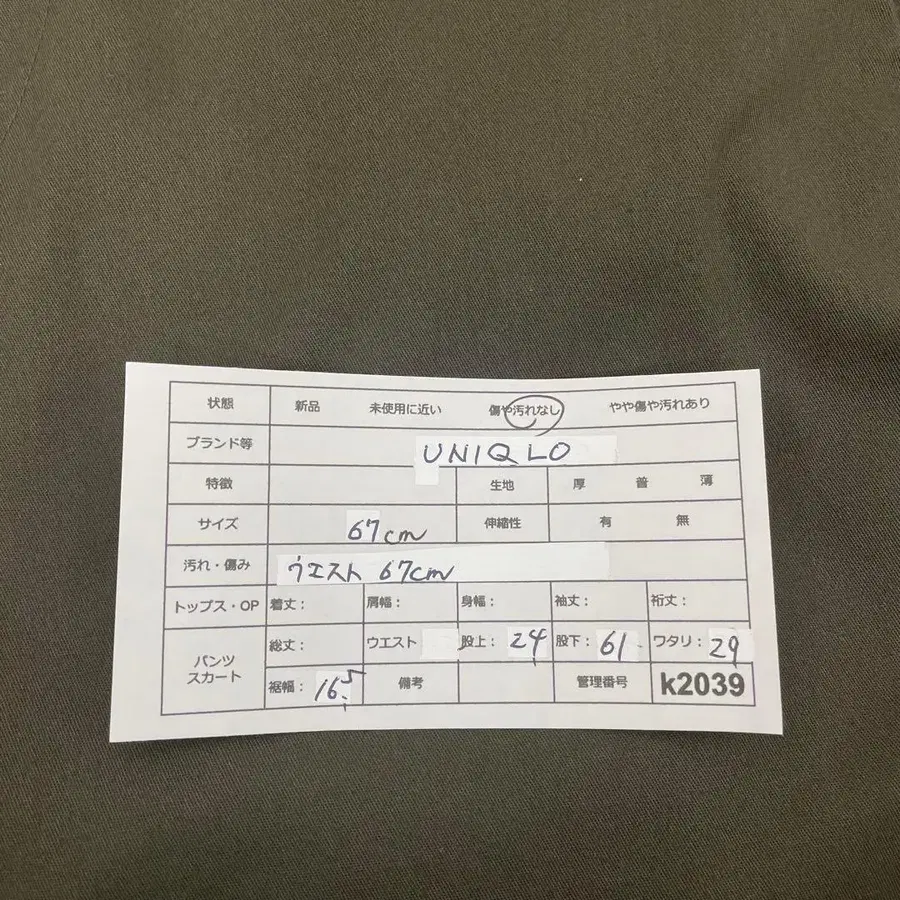 状態 新品 未使用に近い 傷や汚れなし やや傷や汚れあり
ブランド等 UNIQLO
特徴 生地 厚 普 薄
サイズ 67cm 伸縮性 有 無
汚れ・傷み ウエスト 67cm
トップス・OP 着丈： 肩幅： 身幅： 袖丈： 裄丈：
パンツ スカート 総丈： ウエスト 股上： 24 股下： 61 ワタリ： 29
裾幅： 16.5 備考 管理番号 k2039